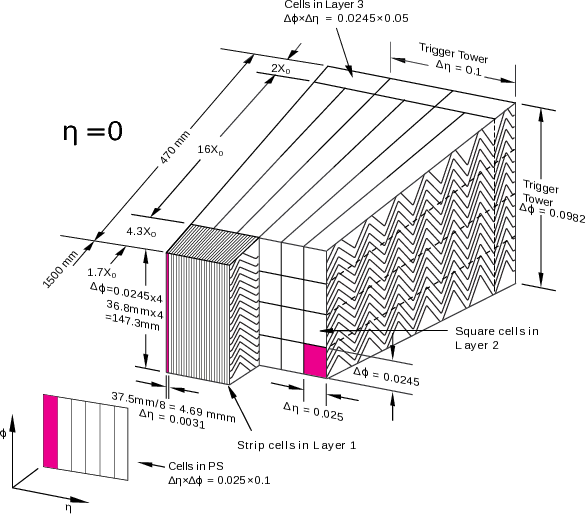 Cells in Layer 3
Δϕ×Δη = 0.0245×0.05
Trigger Tower
Δη = 0.1
2X₀
η = 0
470 mm
16X₀
Trigger
Tower
Δϕ = 0.0982
4.3X₀
1500 mm
1.7X₀
Δϕ=0.0245x4
36.8mmx4
=147.3mm
Square cells in
Layer 2
Δϕ = 0.0245
37.5mm/8 = 4.69 mmm
Δη = 0.0031
Δη = 0.025
Strip cells in Layer 1
ϕ
Cells in PS
Δη×Δϕ = 0.025×0.1
η